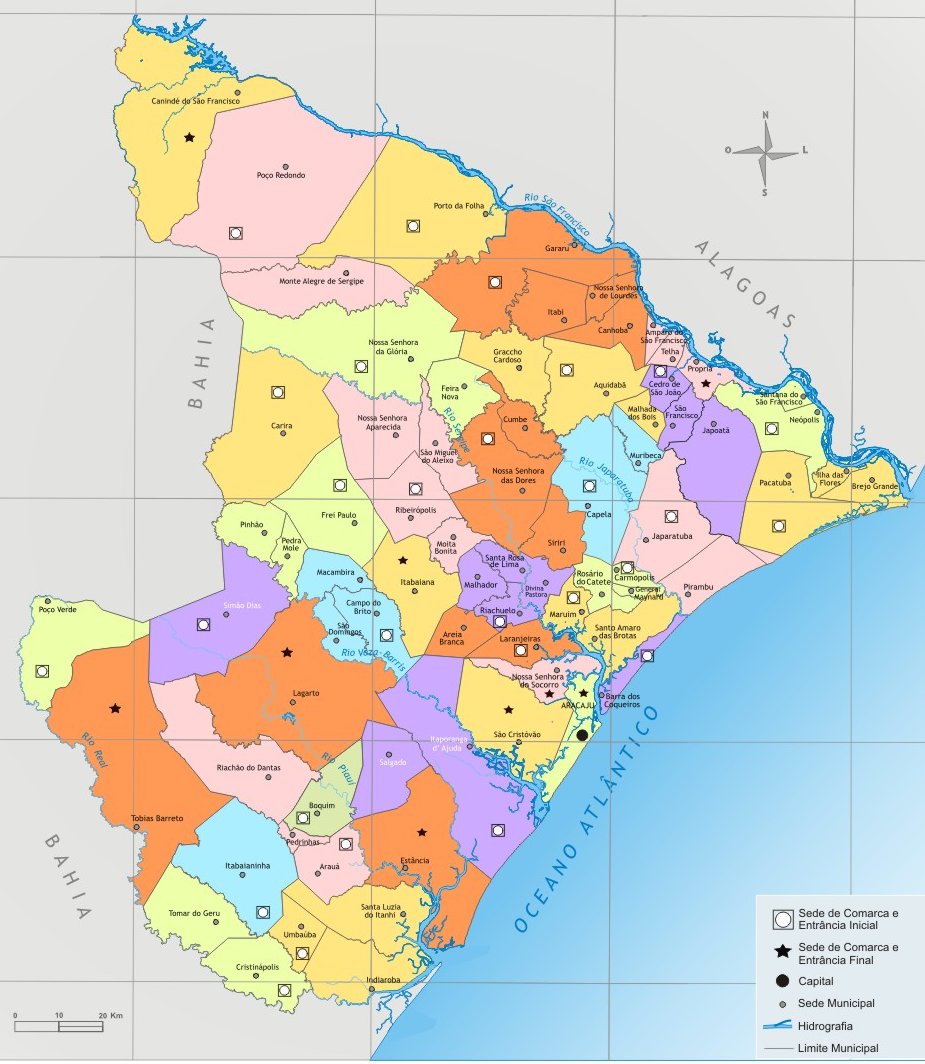 Canindé do São Francisco
N
O
L
S
Poço Redondo
Rio São Francisco
Porto da Folha
ALAGOAS
Gararu
Monte Alegre de Sergipe
Nossa Senhora
de Lourdes
Itabi
Canhoba
BAHIA
Amparo do
São Francisco
Telha
Nossa Senhora
da Glória
Graccho
Cardoso
Propriá
Cedro de
São João
Aquidabã
Feira
Nova
Santana do
São Francisco
Neópolis
Malhada
dos Bois
São
Francisco
Japoatã
Carira
Nossa Senhora
Aparecida
Rio Sergipe
Cumbe
São Miguel
do Aleixo
Muribeca
Rio Japaratuba
Nossa Senhora
das Dores
Pacatuba
Ilha das
Flores
Brejo Grande
Ribeirópolis
Capela
Frei Paulo
Pinhão
Pedra
Mole
Moita
Bonita
Siriri
Japaratuba
Macambira
Itabaiana
Santa Rosa
de Lima
Malhador
Divina
Pastora
Rosário
do Catete
Carmópolis
General
Maynard
Pirambu
Poço Verde
Simão Dias
Campo do
Brito
São
Domingos
Riachuelo
Maruim
Areia
Branca
Laranjeiras
Santo Amaro
das Brotas
Rio Vaza-Barris
Nossa Senhora
do Socorro
Lagarto
ARACAJU
Barra dos
Coqueiros
São Cristóvão
Rio Real
Itaporanga
d' Ajuda
Salgado
Riachão do Dantas
Rio Piauí
Boquim
Tobias Barreto
Pedrinhas
Arauá
Estância
Itabaianinha
BAHIA
OCEANO ATLÂNTICO
Tomar do Geru
Santa Luzia
do Itanhi
Umbaúba
Cristinápolis
Indiaroba
0 10 20 Km
Sede de Comarca e
Entrância Inicial
Sede de Comarca e
Entrância Final
Capital
Sede Municipal
Hidrografia
Limite Municipal